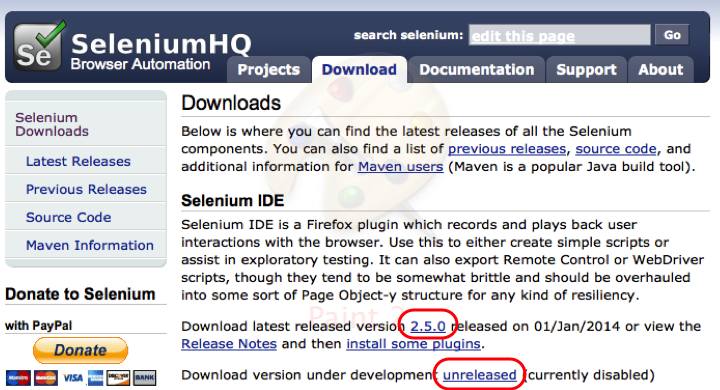 Se
SeleniumHQ
Browser Automation
search selenium:
edit this page
Go
Projects
Download
Documentation
Support
About
Selenium
Downloads
Latest Releases
Previous Releases
Source Code
Maven Information
Donate to Selenium
with PayPal
Donate
VISA
BANK
Downloads
Below is where you can find the latest releases of all the Selenium
components. You can also find a list of previous releases, source code, and
additional information for Maven users (Maven is a popular Java build tool).
Selenium IDE
Selenium IDE is a Firefox plugin which records and plays back user
interactions with the browser. Use this to either create simple scripts or
assist in exploratory testing. It can also export Remote Control or WebDriver
scripts, though they tend to be somewhat brittle and should be overhauled
into some sort of Page Object-y structure for any kind of resiliency.
Paint
Download latest released version 2.5.0 released on 01/Jan/2014 or view the
Release Notes and then install some plugins.
Download version under development unreleased (currently disabled)